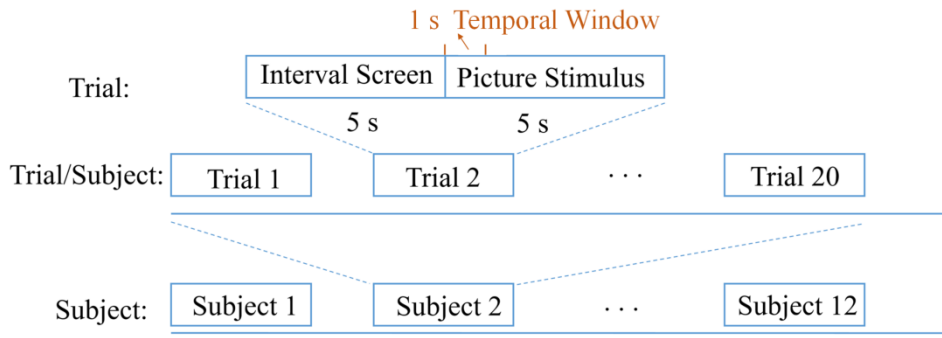 1 s Temporal Window
Trial: Interval Screen Picture Stimulus
5 s 5 s
Trial/Subject: Trial 1 Trial 2 · · · Trial 20
Subject: Subject 1 Subject 2 · · · Subject 12